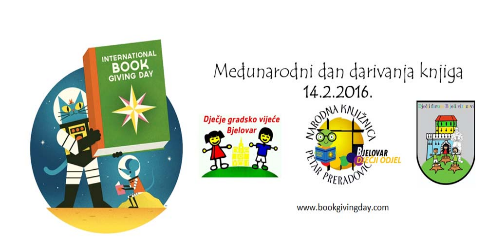 INTERNATIONAL
BOOK
GIVING DAY
Međunarodni dan darivanja knjiga
14.2.2016.
Dječje gradsko vijeće
Bjelovar
NARODNA KNJIŽNICA
PETAR PRERADOVIĆ
BJELOVAR
DJEČJI ODJEL
www.bookgivingday.com